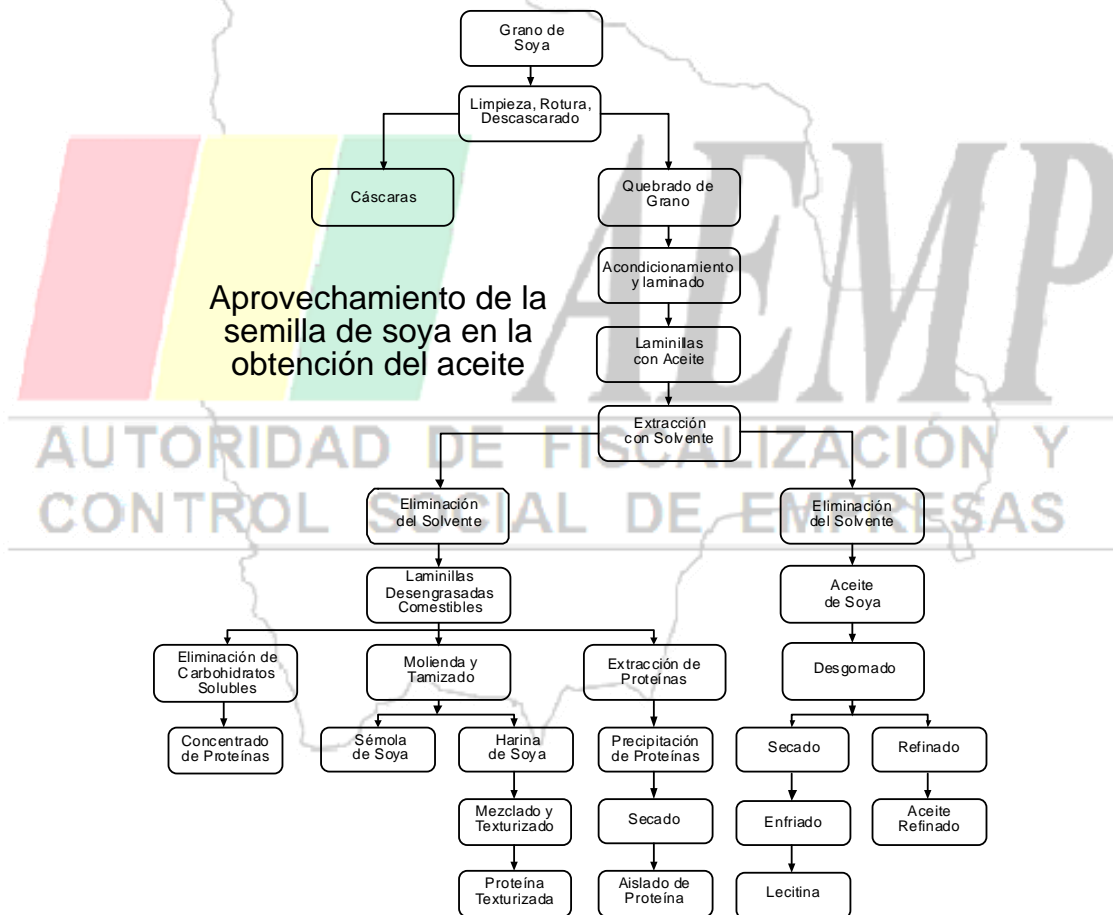 Grano de
Soya
Limpieza, Rotura,
Descascarado
Cáscaras
Quebrado de
Grano
Acondicionamiento
y laminado
Aprovechamiento de la
semilla de soya en la
obtención del aceite
AEMP
Laminillas
con Aceite
Extracción
con Solvente
AUTORIDAD DE FISCALIZACIÓN Y
CONTROL SOCIAL DE EMPRESAS
Eliminación
del Solvente
Eliminación
del Solvente
Laminillas
Desengrasadas
Comestibles
Aceite
de Soya
Eliminación de
Carbohidratos
Solubles
Molienda y
Tamizado
Extracción de
Proteínas
Desgomado
Concentrado
de Proteínas
Sémola
de Soya
Harina
de Soya
Precipitación
de Proteínas
Secado
Refinado
Mezclado y
Texturizado
Secado
Enfriado
Aceite
Refinado
Proteína
Texturizada
Aislado de
Proteína
Lecitina